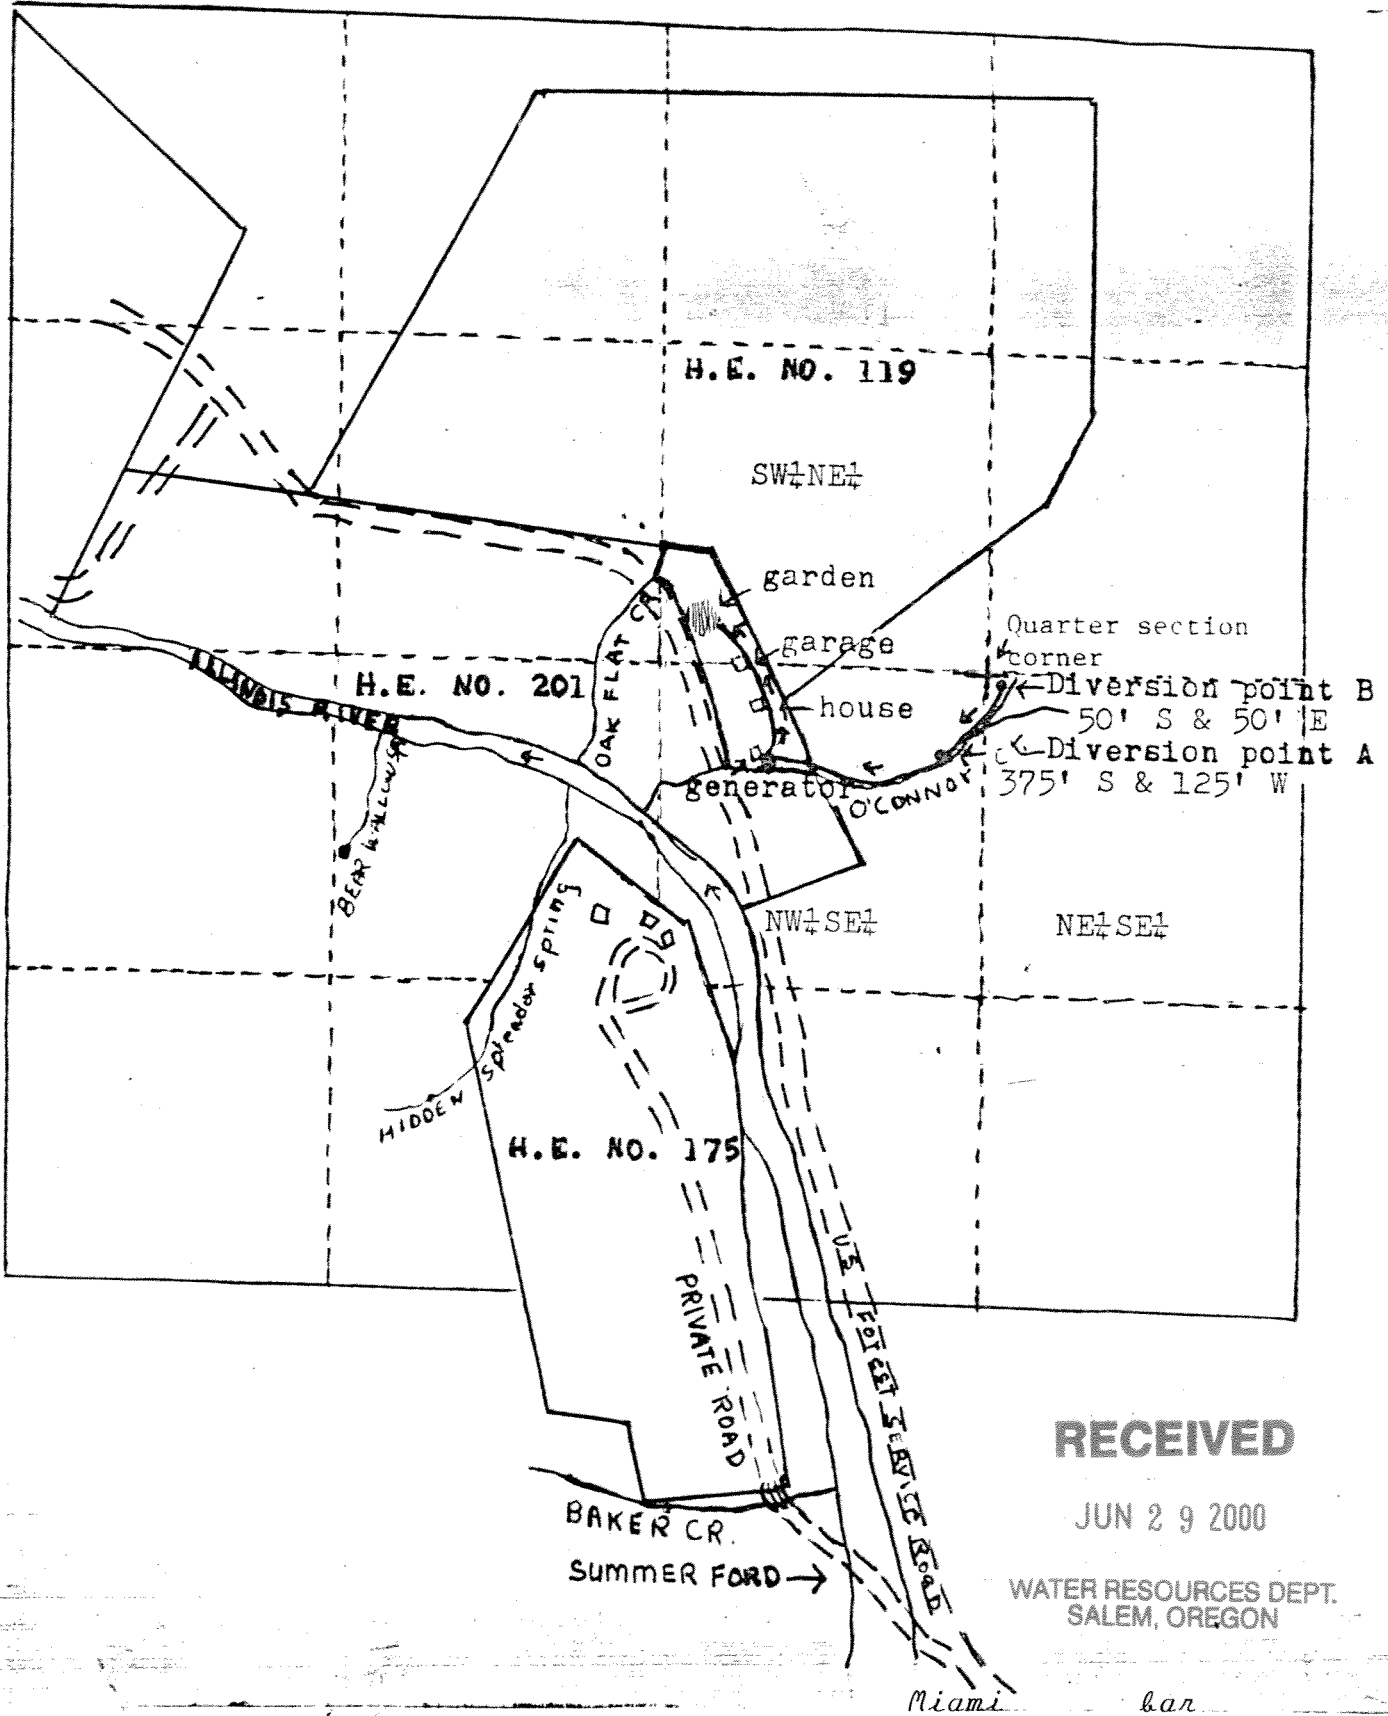 H.E. NO. 119
SW¼NE¼
garden
Quarter section
corner
garage
H.E. NO. 201
ILLINOIS RIVER
OAK FLAT CR.
house
Diversion point B
50' S & 50' E
Diversion point A
375' S & 125' W
generator
O'CONNOR
BEAR WALLOW SP.
NW¼SE¼
NE¼SE¼
HIDDEN Splendor Spring
H.E. NO. 175
PRIVATE ROAD
US FOREST SERVICE ROAD
BAKER CR.
SUMMER FORD
RECEIVED
JUN 29 2000
WATER RESOURCES DEPT.
SALEM, OREGON
Miami bar